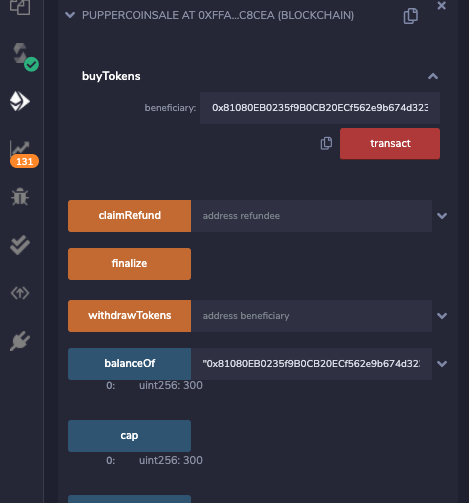 PUPPERCOINSALE AT 0XFFA...C8CEA (BLOCKCHAIN)
buyTokens
beneficiary: 0x81080EB0235f9B0CB20ECf562e9b674d323
transact
131
claimRefund address refundee
finalize
withdrawTokens address beneficiary
balanceOf "0x81080EB0235f9B0CB20ECf562e9b674d32
0: uint256: 300
cap
0: uint256: 300